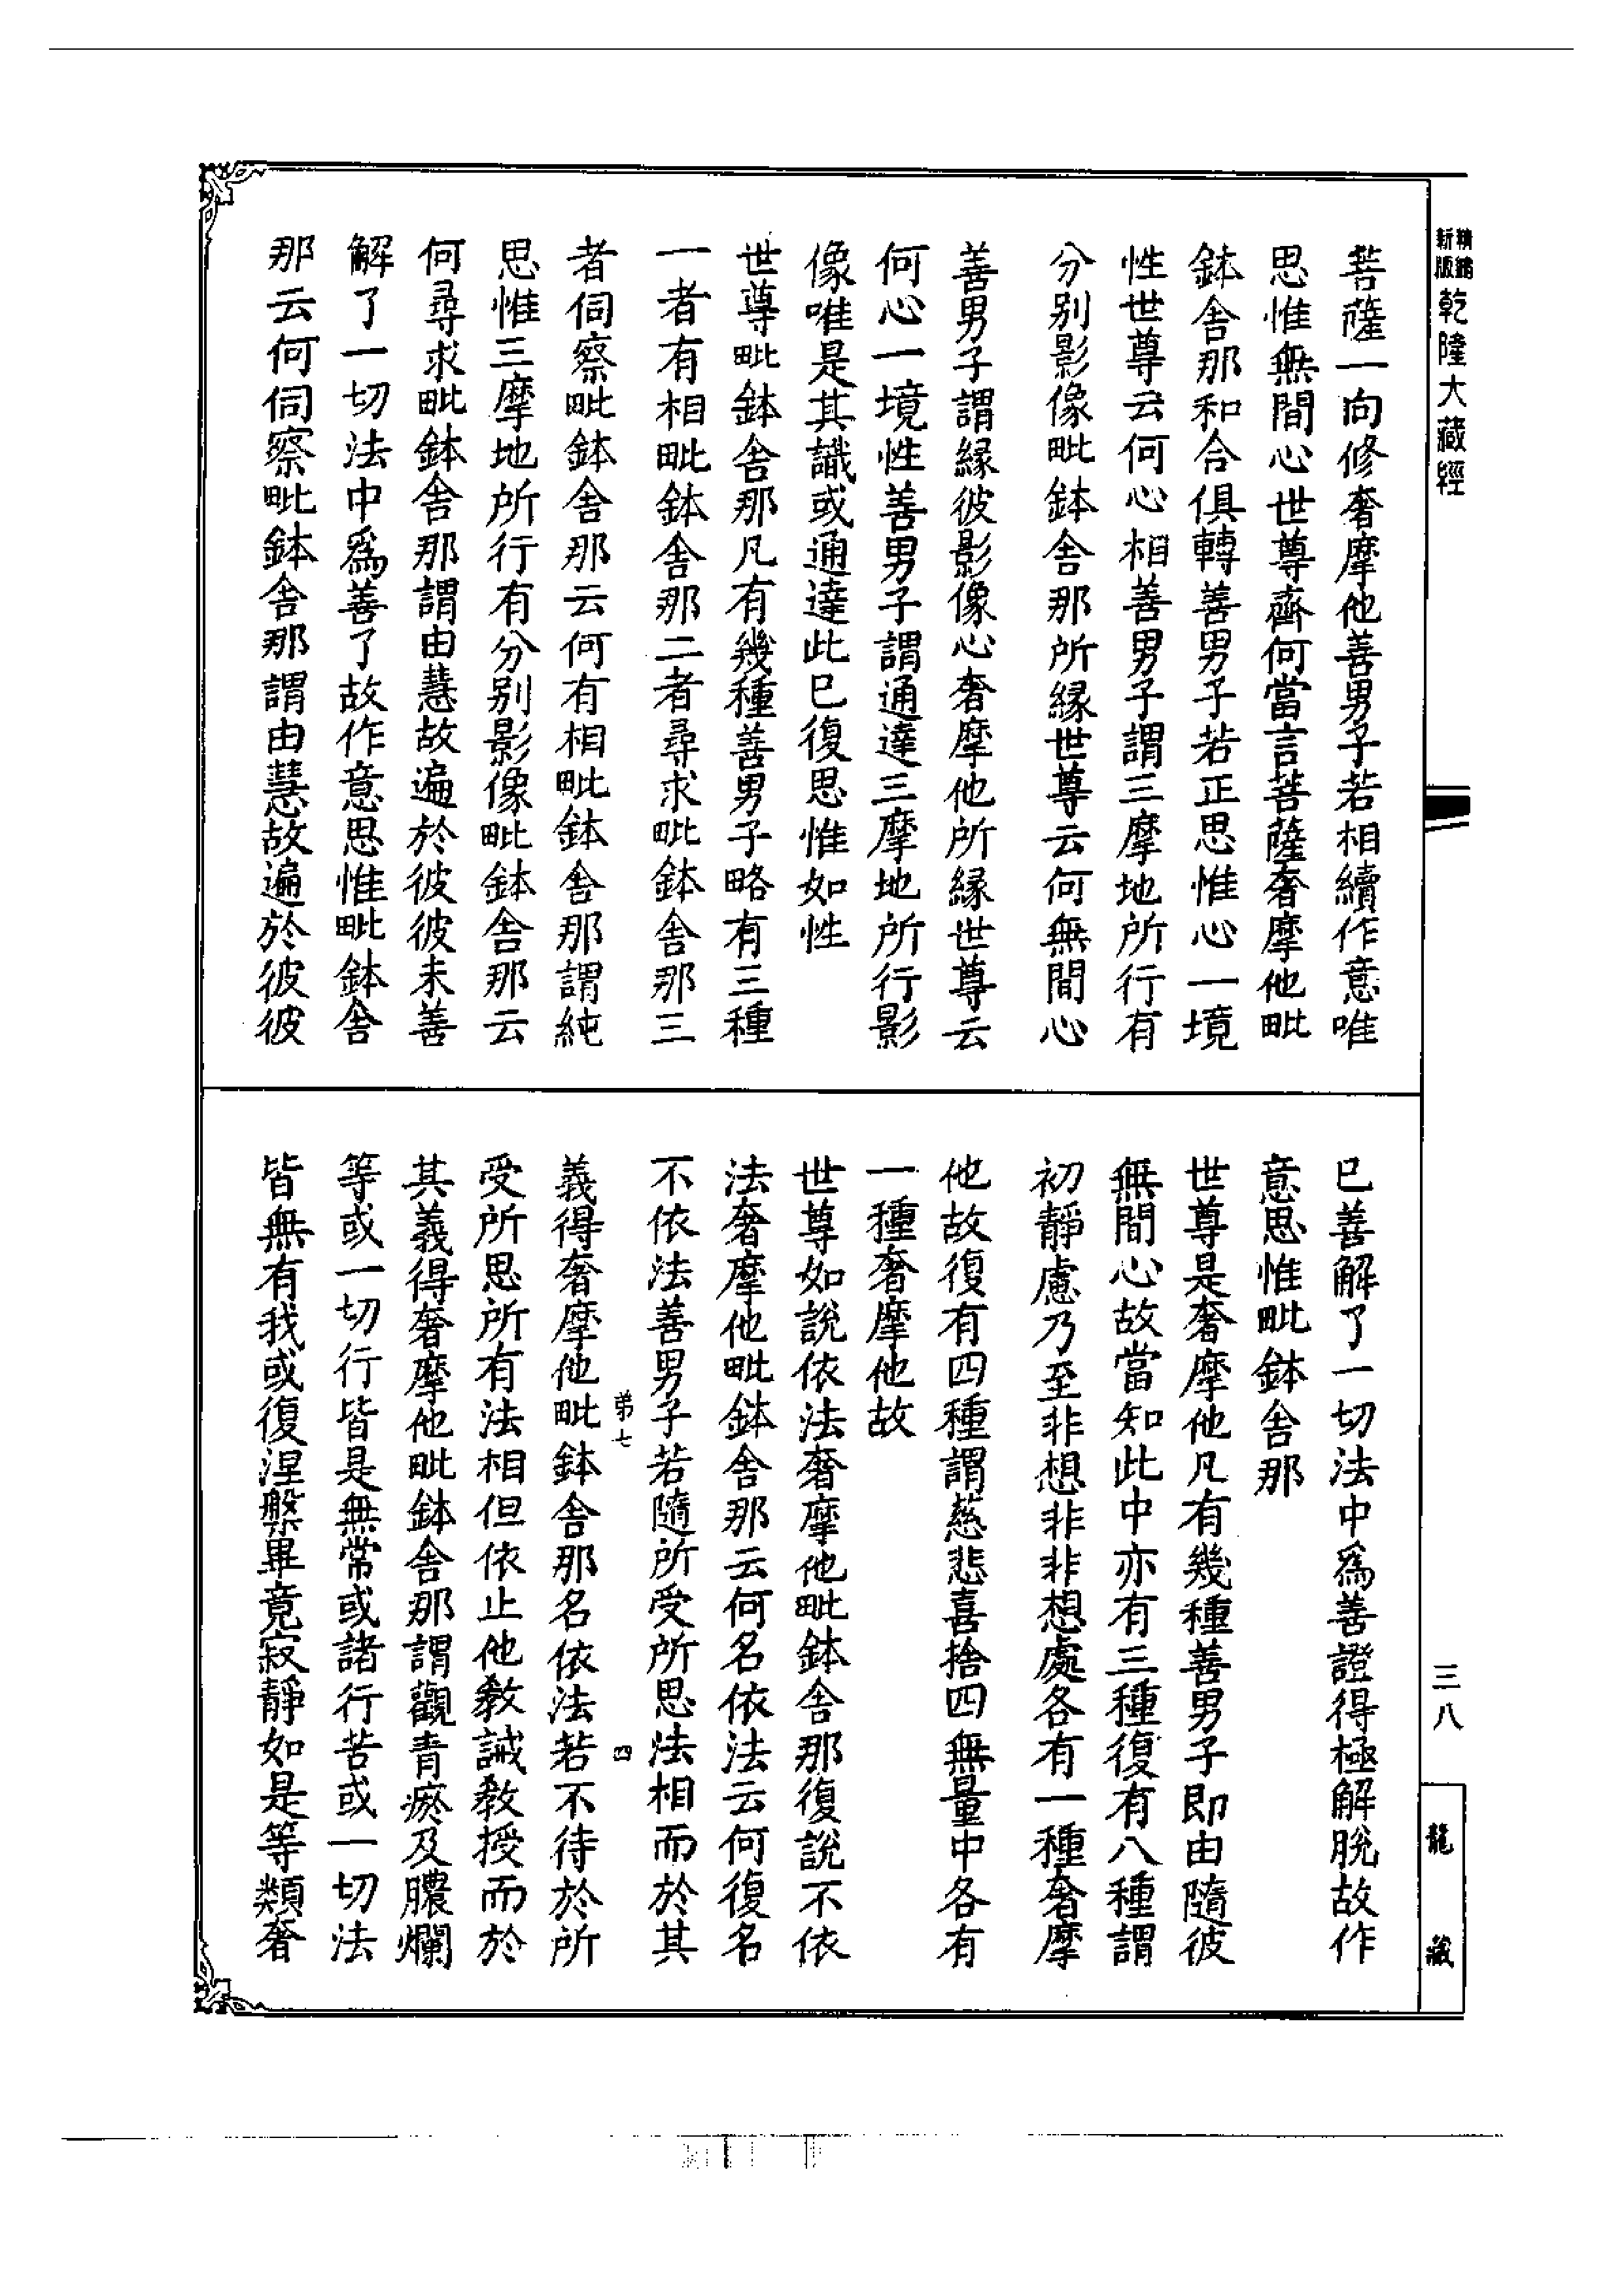 新版
精縮
乾隆大藏經
菩薩一向修奢摩他善男子若相續作意唯
思惟無間心世尊齊何當言菩薩奢摩他毗
鉢舍那和合俱轉善男子若正思惟心一境
性世尊云何心相善男子謂三摩地所行有
分別影像毗鉢舍那所緣世尊云何無間心
善男子謂緣彼影像心奢摩他所緣世尊云
何心一境性善男子謂通達三摩地所行影
像唯是其識或通達此已復思惟如性
世尊毗鉢舍那凡有幾種善男子略有三種
一者有相毗鉢舍那二者尋求毗鉢舍那三
者伺察毗鉢舍那云何有相毗鉢舍那謂純
思惟三摩地所行有分別影像毗鉢舍那云
何尋求毗鉢舍那謂由慧故遍於彼彼未善
解了一切法中為善了故作意思惟毗鉢舍
那云何伺察毗鉢舍那謂由慧故遍於彼彼
已善解了一切法中為善證得極解脫故作
意思惟毗鉢舍那
世尊是奢摩他凡有幾種善男子即由隨彼
無間心故當知此中亦有三種復有八種謂
初靜慮乃至非想非非想處各有一種奢摩
他故復有四種謂慈悲喜捨四無量中各有
一種奢摩他故
世尊如說依法奢摩他毗鉢舍那復說不依
法奢摩他毗鉢舍那云何名依法云何復名
不依法善男子若隨所受所思法相而於其
第七 四
義得奢摩他毗鉢舍那名依法若不待於所
受所思所有法相但依止他教誡教授而於
其義得奢摩他毗鉢舍那謂觀青瘀及膿爛
等或一切行皆是無常或諸行苦或一切法
皆無有我或復涅槃畢竟寂靜如是等類奢
三八
龍藏